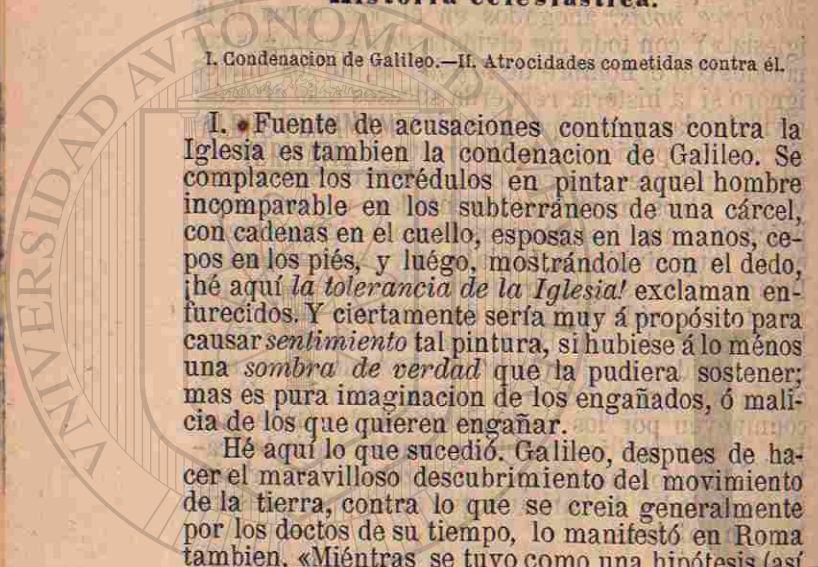 Historia eclesiástica.
I. Condenacion de Galileo.—II. Atrocidades cometidas contra él.
I. Fuente de acusaciones contínuas contra la
Iglesia es tambien la condenacion de Galileo. Se
complacen los incrédulos en pintar aquel hombre
incomparable en los subterráneos de una cárcel,
con cadenas en el cuello, esposas en las manos, ce-
pos en los piés, y luégo, mostrándole con el dedo,
¡hé aquí la tolerancia de la Iglesia! exclaman en-
furecidos. Y ciertamente sería muy á propósito para
causar sentimiento tal pintura, si hubiese á lo ménos
una sombra de verdad que la pudiera sostener;
mas es pura imaginacion de los engañados, ó mali-
cia de los que quieren engañar.
Hé aquí lo que sucedió. Galileo, despues de ha-
cer el maravilloso descubrimiento del movimiento
de la tierra, contra lo que se creia generalmente
por los doctos de su tiempo, lo manifestó en Roma
tambien. «Miéntras se tuvo como una hipótesis (así
UNIVERSIDAD AUTONOMA